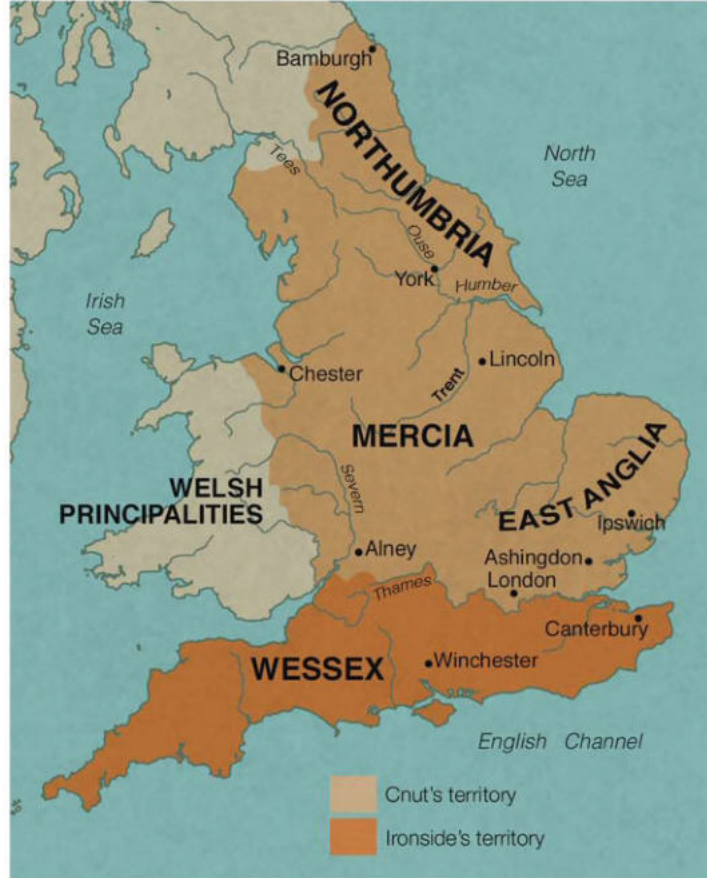 Bamburgh
NORTHUMBRIA
Tees
North
Sea
Ouse
York
Humber
Irish
Sea
Lincoln
Chester
Trent
MERCIA
EAST ANGLIA
WELSH
PRINCIPALITIES
Severn
Ipswich
Alney
Ashingdon
London
Thames
Canterbury
WESSEX
Winchester
English Channel
Cnut's territory
Ironside's territory